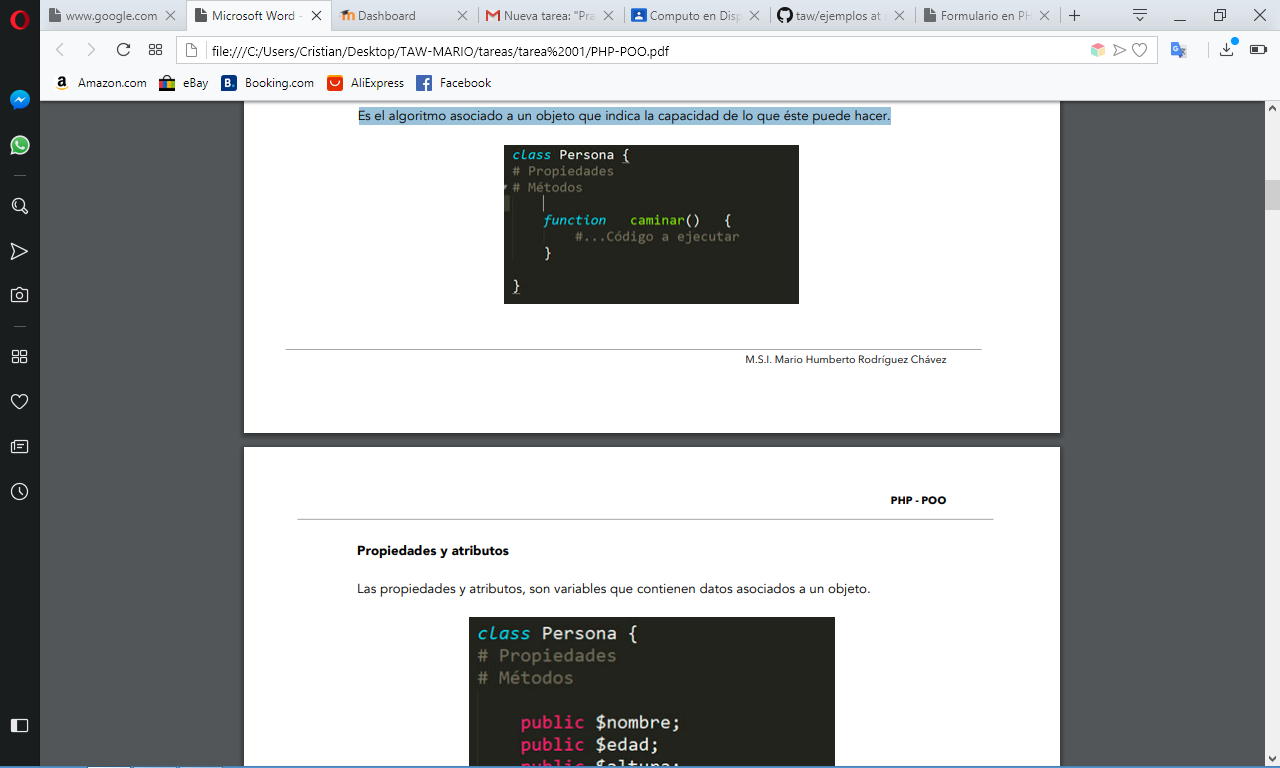 www.google.com
Microsoft Word -
Dashboard
Nueva tarea: "Pra
Computo en Disp
taw/ejemplos at
Formulario en PH
file:///C:/Users/Cristian/Desktop/TAW-MARIO/tareas/tarea%2001/PHP-POO.pdf
Amazon.com
eBay
Booking.com
AliExpress
Facebook
Es el algoritmo asociado a un objeto que indica la capacidad de lo que éste puede hacer.
class Persona {
# Propiedades
# Métodos
function caminar() {
#...Código a ejecutar
}
}
M.S.I. Mario Humberto Rodríguez Chávez
PHP - POO
Propiedades y atributos
Las propiedades y atributos, son variables que contienen datos asociados a un objeto.
class Persona {
# Propiedades
# Métodos
public $nombre;
public $edad;
public $altura;